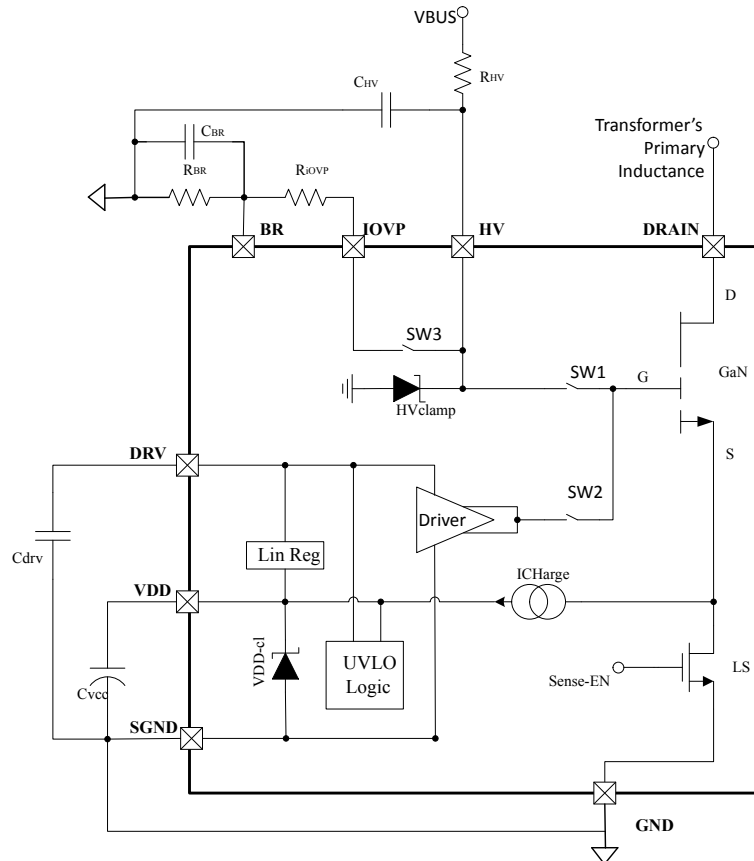 VBUS
RHV
CHV
CBR
RBR
RiOVP
Transformer's
Primary
Inductance
BR
IOVP
HV
DRAIN
D
SW3
SW1
G
GaN
HVclamp
S
DRV
SW2
Driver
Cdrv
Lin Reg
ICHarge
VDD
VDD-cl
UVLO
Logic
Sense-EN
LS
Cvcc
SGND
GND